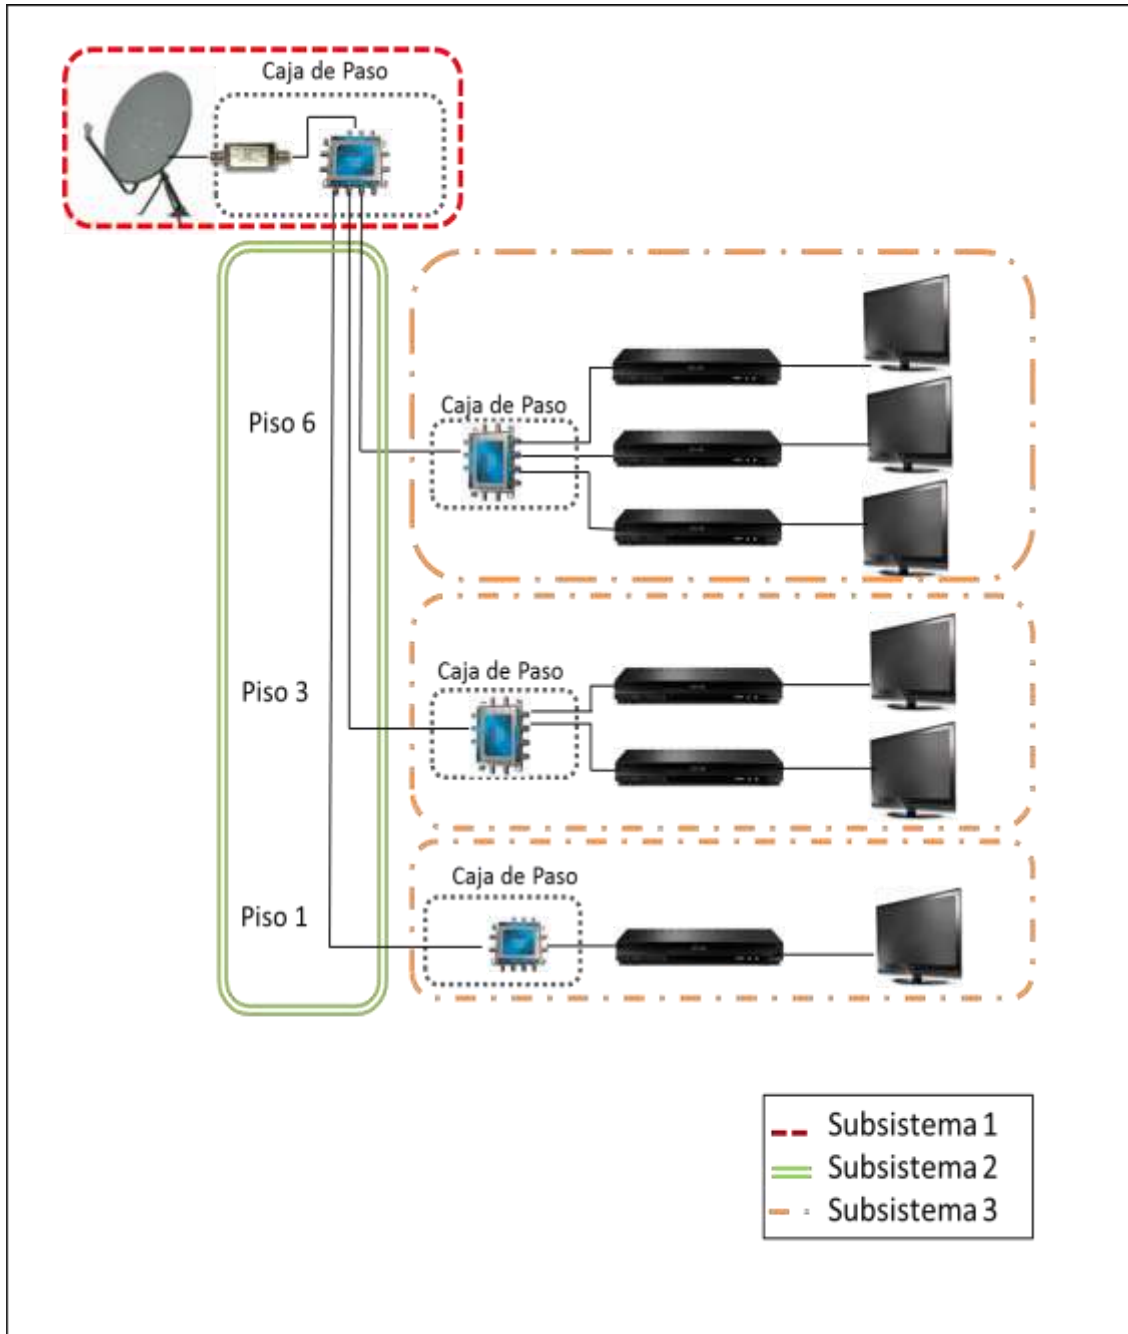 Caja de Paso
Piso 6
Caja de Paso
Piso 3
Caja de Paso
Piso 1
Caja de Paso
Subsistema 1
Subsistema 2
Subsistema 3